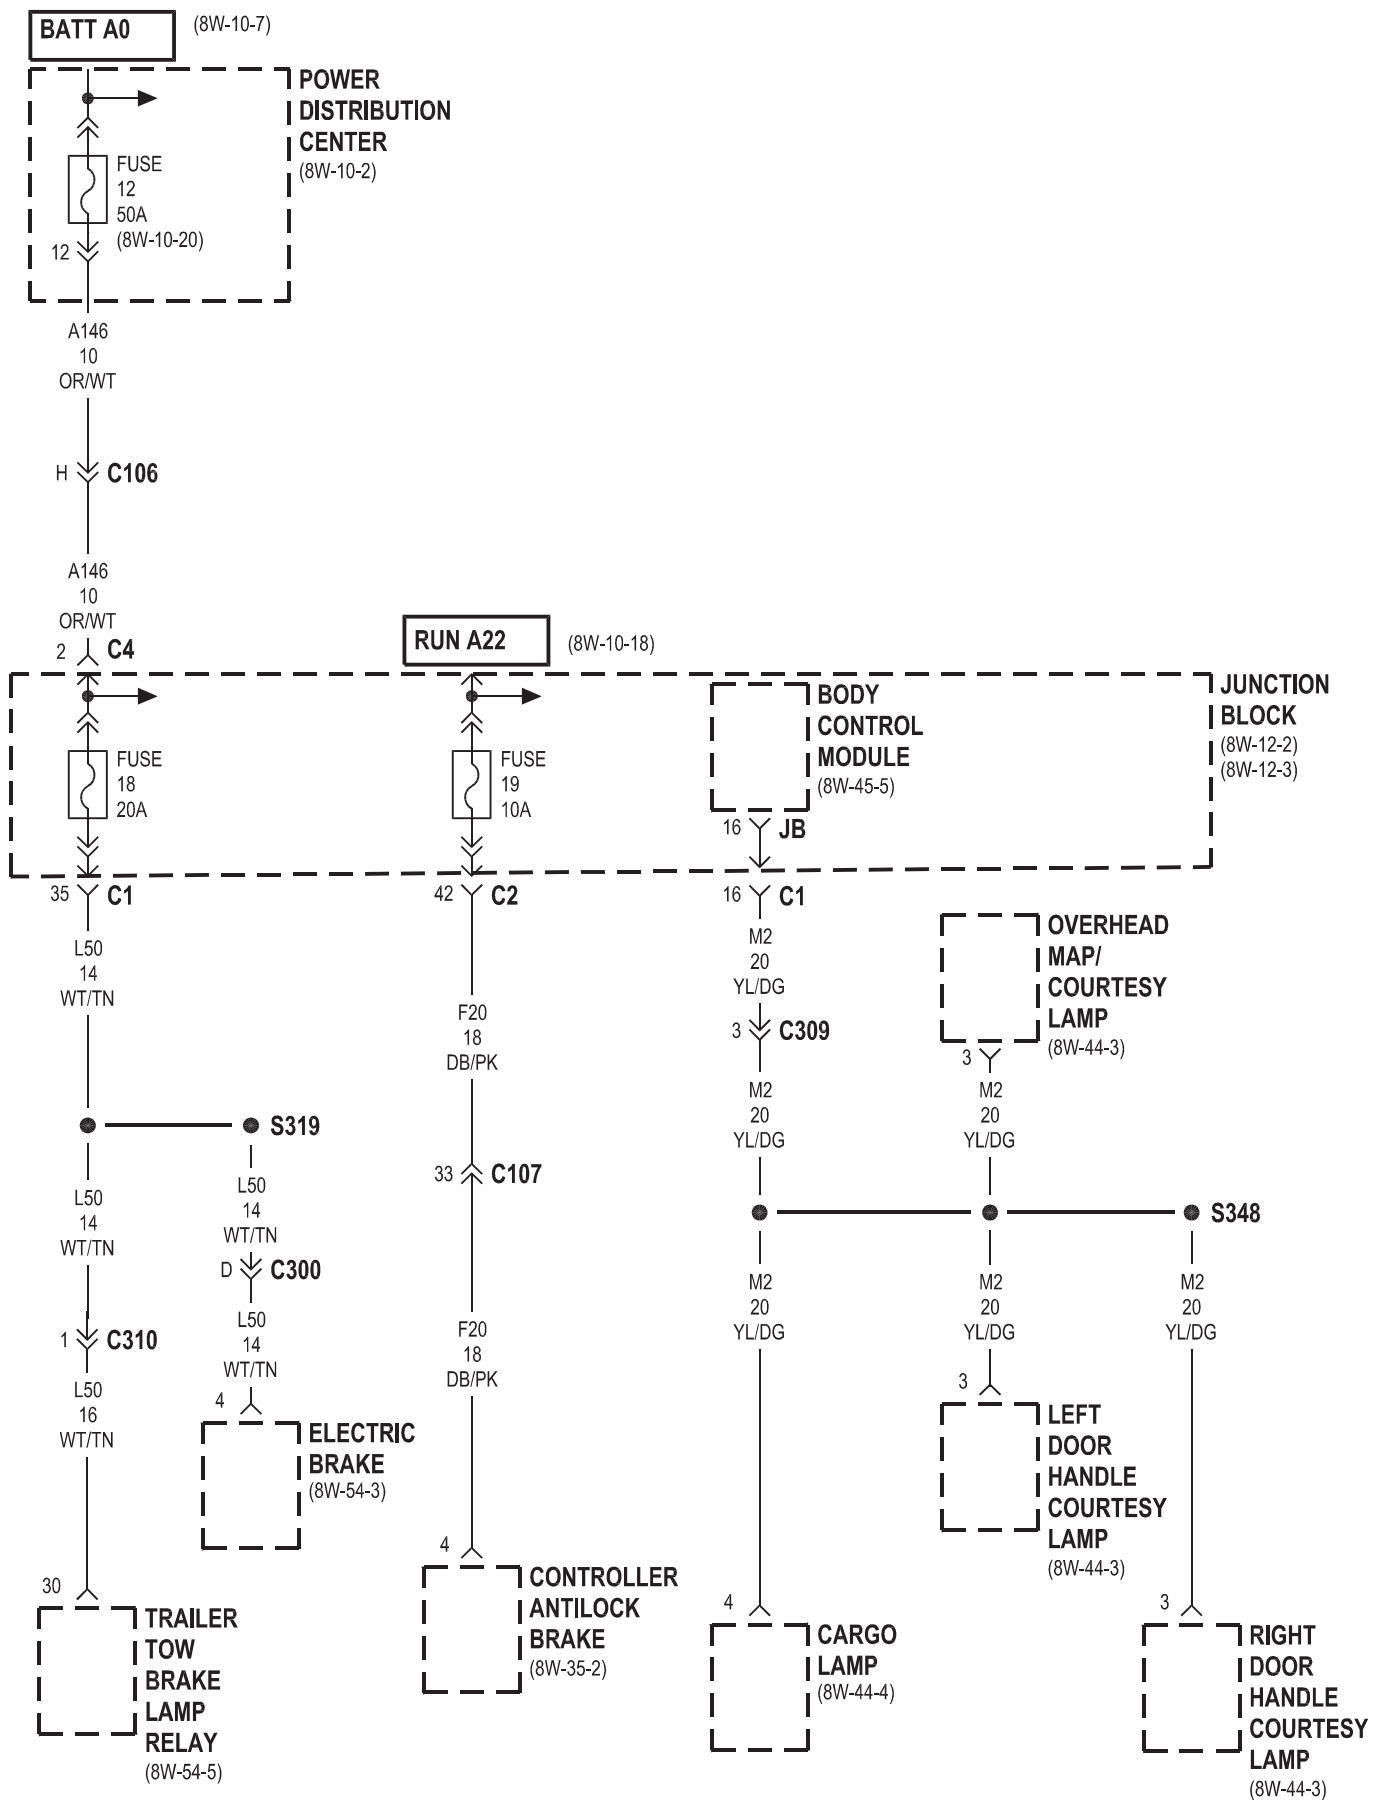 BATT A0
(8W-10-7)
POWER
DISTRIBUTION
CENTER
(8W-10-2)
FUSE
12
50A
(8W-10-20)
12
A146
10
OR/WT
H
C106
A146
10
OR/WT
2
C4
RUN A22
(8W-10-18)
JUNCTION
BLOCK
(8W-12-2)
(8W-12-3)
FUSE
18
20A
FUSE
19
10A
BODY
CONTROL
MODULE
(8W-45-5)
16
JB
35
C1
42
C2
16
C1
L50
14
WT/TN
F20
18
DB/PK
M2
20
YL/DG
3
C309
OVERHEAD
MAP/
COURTESY
LAMP
(8W-44-3)
3
M2
20
YL/DG
M2
20
YL/DG
S319
33
C107
S348
L50
14
WT/TN
L50
14
WT/TN
D
C300
1
C310
L50
14
WT/TN
L50
16
WT/TN
F20
18
DB/PK
M2
20
YL/DG
M2
20
YL/DG
M2
20
YL/DG
4
ELECTRIC
BRAKE
(8W-54-3)
3
LEFT
DOOR
HANDLE
COURTESY
LAMP
(8W-44-3)
30
TRAILER
TOW
BRAKE
LAMP
RELAY
(8W-54-5)
4
CONTROLLER
ANTILOCK
BRAKE
(8W-35-2)
4
CARGO
LAMP
(8W-44-4)
3
RIGHT
DOOR
HANDLE
COURTESY
LAMP
(8W-44-3)